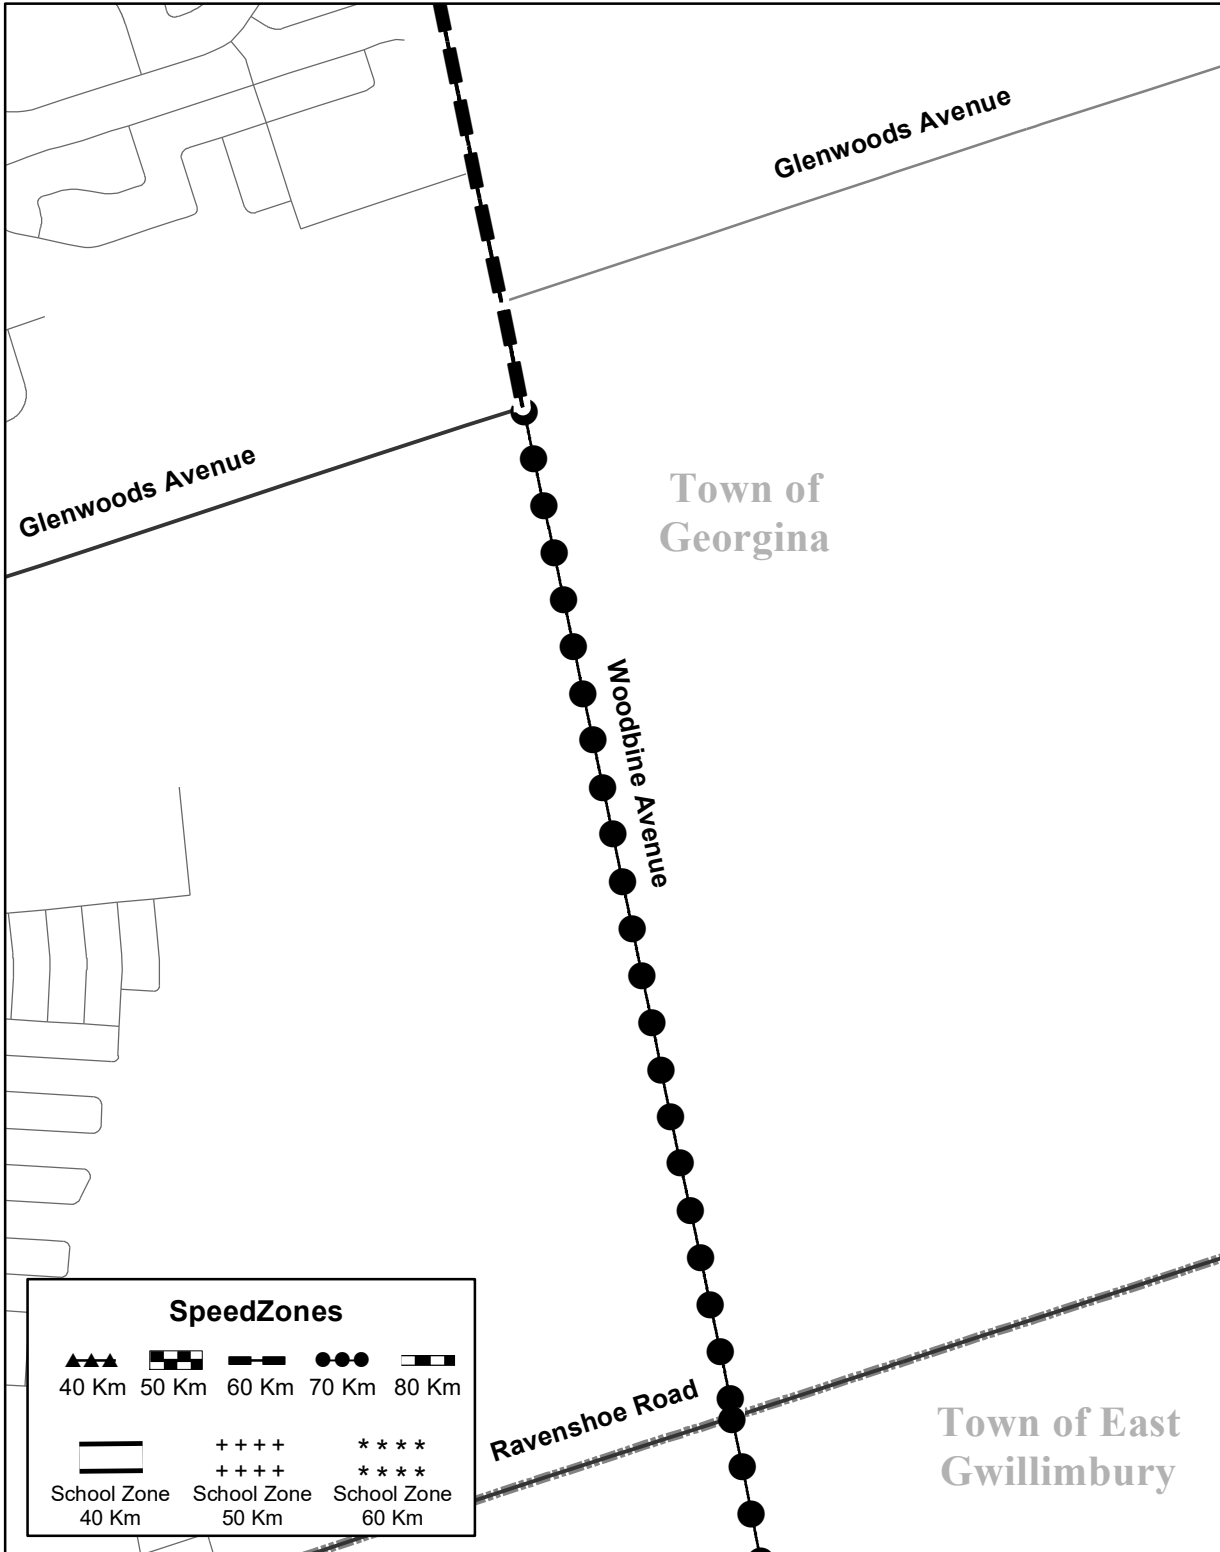 Glenwoods Avenue
Glenwoods Avenue
Town of
Georgina
Woodbine Avenue
SpeedZones
40 Km 50 Km 60 Km 70 Km 80 Km
+ + + + * * * *
+ + + + * * * *
School Zone School Zone School Zone
40 Km 50 Km 60 Km
Ravenshoe Road
Town of East
Gwillimbury